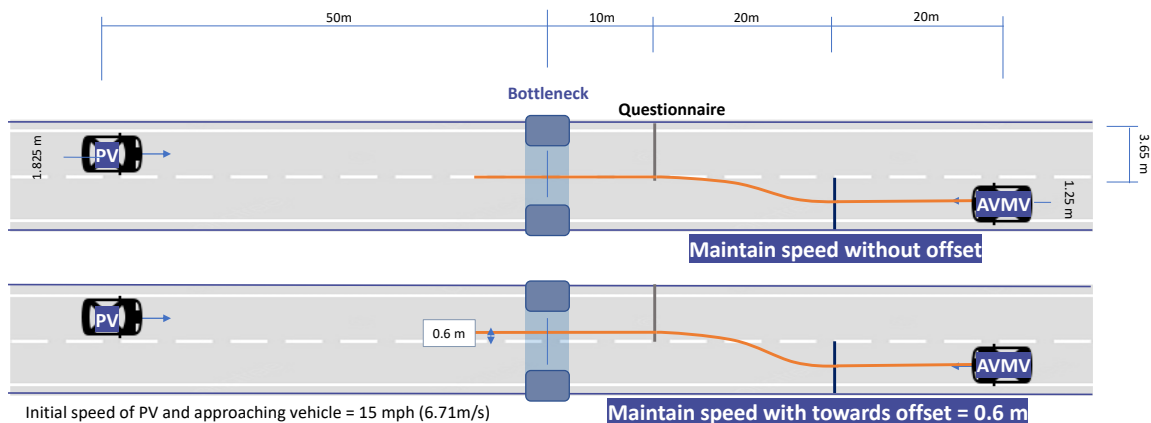 50m
10m
20m
20m
Bottleneck
Questionnaire
PV
1.825 m
3.65 m
AVMV
1.25 m
Maintain speed without offset
PV
0.6 m
AVMV
Initial speed of PV and approaching vehicle = 15 mph (6.71m/s)
Maintain speed with towards offset = 0.6 m